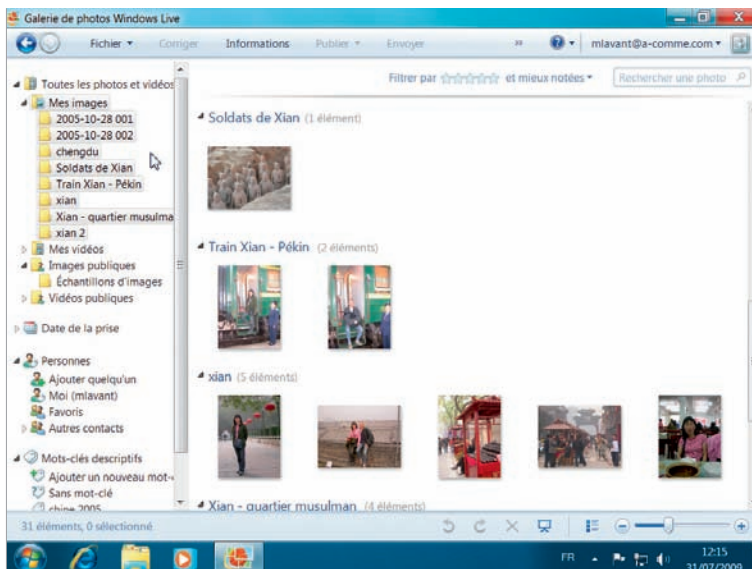 Galerie de photos Windows Live
Fichier Corriger Informations Publier Envoyer » mlavant@a-comme.com
Filtrer par et mieux notées Rechercher une photo
Toutes les photos et vidéos
Mes images
2005-10-28 001
2005-10-28 002
chengdu
Soldats de Xian
Train Xian - Pékin
xian
Xian - quartier musulma
xian 2
Mes vidéos
Images publiques
Échantillons d'images
Vidéos publiques
Date de la prise
Personnes
Ajouter quelqu'un
Moi (mlavant)
Favoris
Autres contacts
Mots-clés descriptifs
Ajouter un nouveau mot-
Sans mot-clé
chine 2005
Soldats de Xian (1 élément)
Train Xian - Pékin (2 éléments)
xian (5 éléments)
Xian - quartier musulman (4 éléments)
31 éléments, 0 sélectionné
FR 12:15
31/07/2009